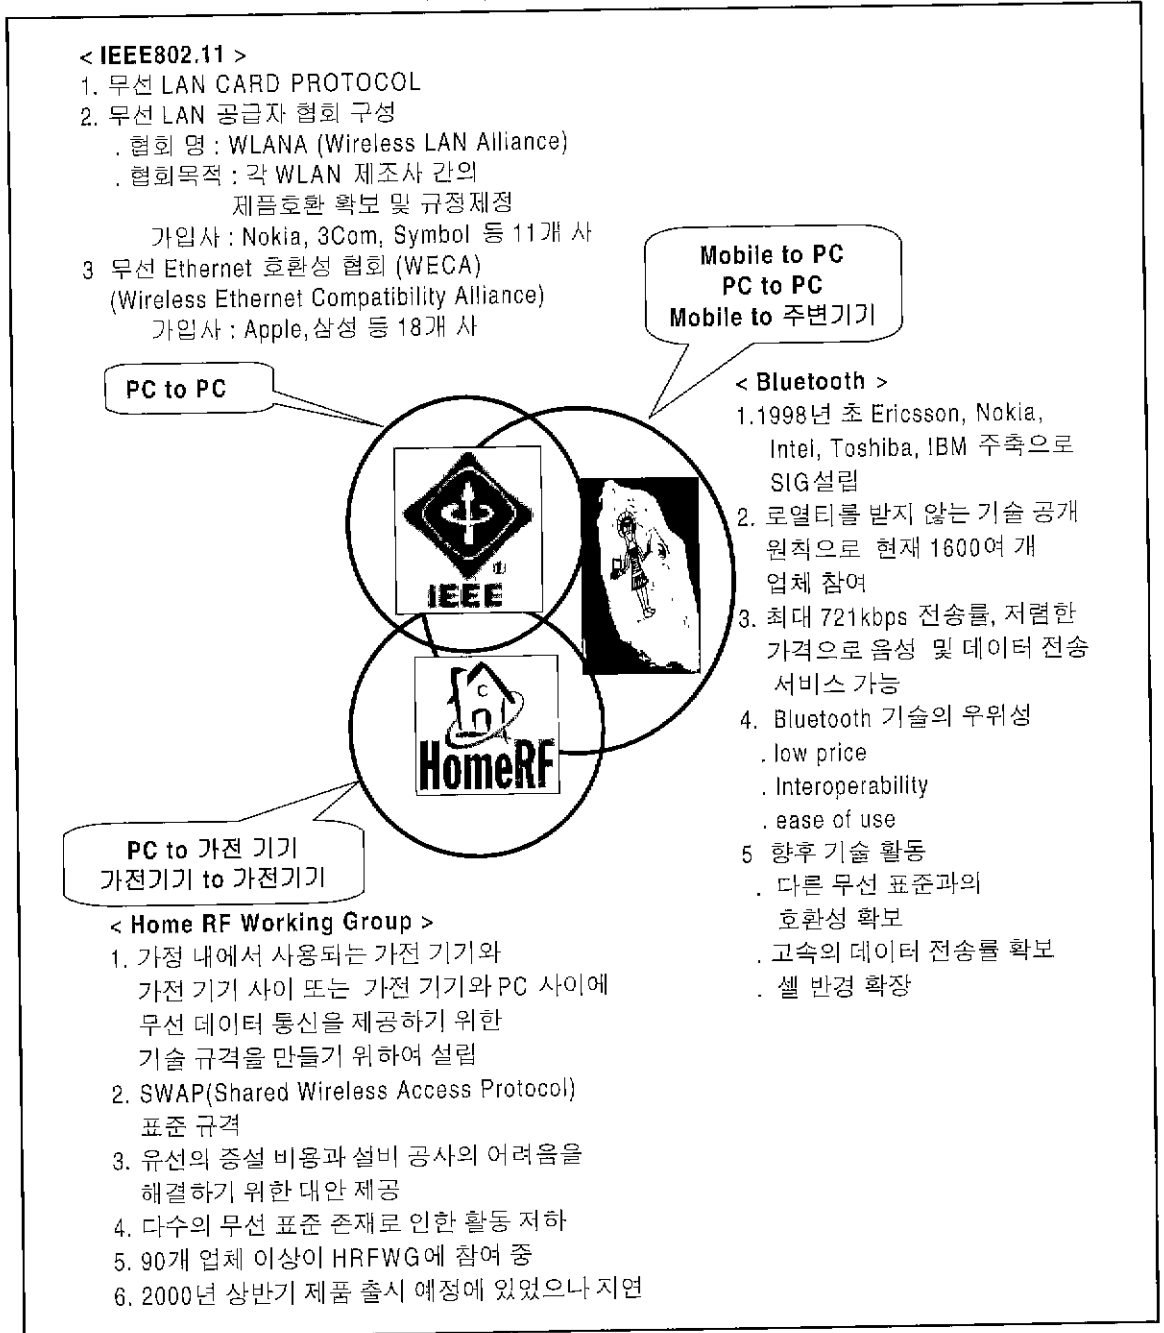 < IEEE802.11 >
1. 무선 LAN CARD PROTOCOL
2. 무선 LAN 공급자 협회 구성
. 협회 명 : WLANA (Wireless LAN Alliance)
. 협회목적 : 각 WLAN 제조사 간의
제품호환 확보 및 규정제정
가입사 : Nokia, 3Com, Symbol 등 11개 사
3 무선 Ethernet 호환성 협회 (WECA)
(Wireless Ethernet Compatibility Alliance)
가입사 : Apple,삼성 등 18개 사
Mobile to PC
PC to PC
Mobile to 주변기기
PC to PC
IEEE
HomeRF
< Bluetooth >
1.1998년 초 Ericsson, Nokia,
Intel, Toshiba, IBM 주축으로
SIG설립
2. 로열티를 받지 않는 기술 공개
원칙으로 현재 1600여 개
업체 참여
3. 최대 721kbps 전송률, 저렴한
가격으로 음성 및 데이터 전송
서비스 가능
4. Bluetooth 기술의 우위성
. low price
. Interoperability
. ease of use
5 향후 기술 활동
. 다른 무선 표준과의
호환성 확보
. 고속의 데이터 전송률 확보
. 셀 반경 확장
PC to 가전 기기
가전기기 to 가전기기
< Home RF Working Group >
1. 가정 내에서 사용되는 가전 기기와
가전 기기 사이 또는 가전 기기와 PC 사이에
무선 데이터 통신을 제공하기 위한
기술 규격을 만들기 위하여 설립
2. SWAP(Shared Wireless Access Protocol)
표준 규격
3. 유선의 증설 비용과 설비 공사의 어려움을
해결하기 위한 대안 제공
4. 다수의 무선 표준 존재로 인한 활동 저하
5. 90개 업체 이상이 HRFWG에 참여 중
6. 2000년 상반기 제품 출시 예정에 있었으나 지연